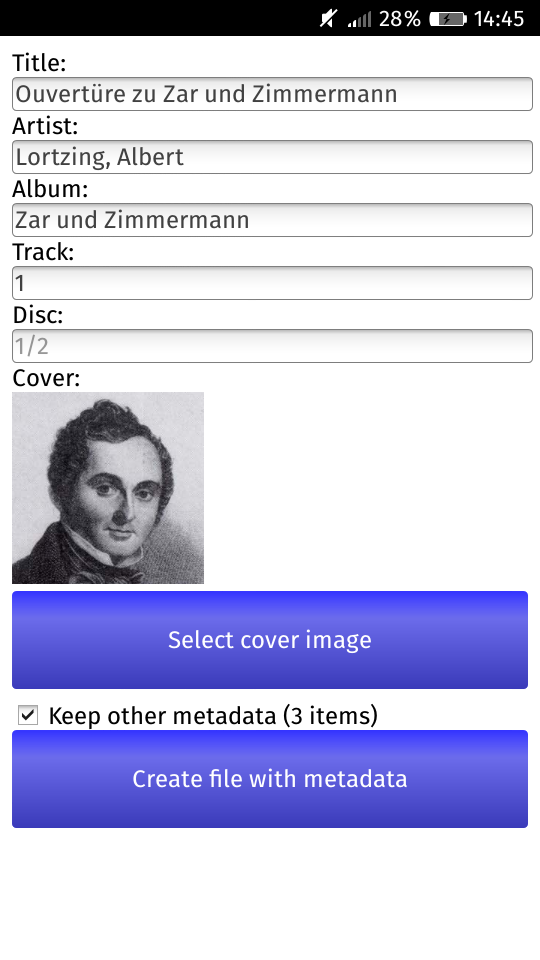 28% 14:45
Title:
Ouvertüre zu Zar und Zimmermann
Artist:
Lortzing, Albert
Album:
Zar und Zimmermann
Track:
1
Disc:
1/2
Cover:
Select cover image
Keep other metadata (3 items)
Create file with metadata